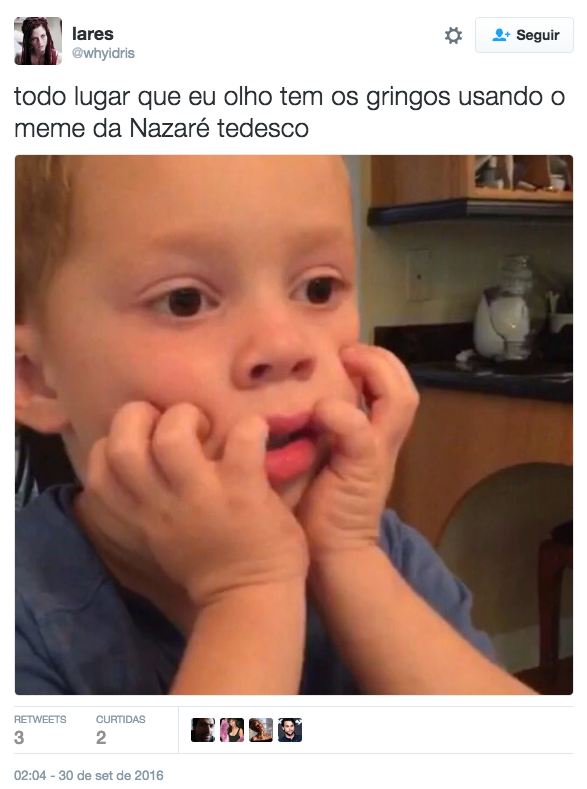 lares
@whyidris
Seguir
todo lugar que eu olho tem os gringos usando o
meme da Nazaré tedesco
RETWEETS
CURTIDAS
3
2
02:04 - 30 de set de 2016